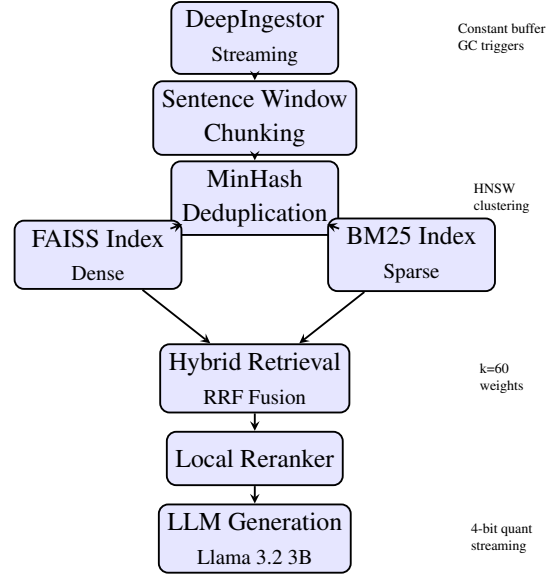 DeepIngestor
Streaming
Constant buffer
GC triggers
Sentence Window
Chunking
MinHash
Deduplication
HNSW
clustering
FAISS Index
Dense
BM25 Index
Sparse
Hybrid Retrieval
RRF Fusion
k=60
weights
Local Reranker
LLM Generation
Llama 3.2 3B
4-bit quant
streaming